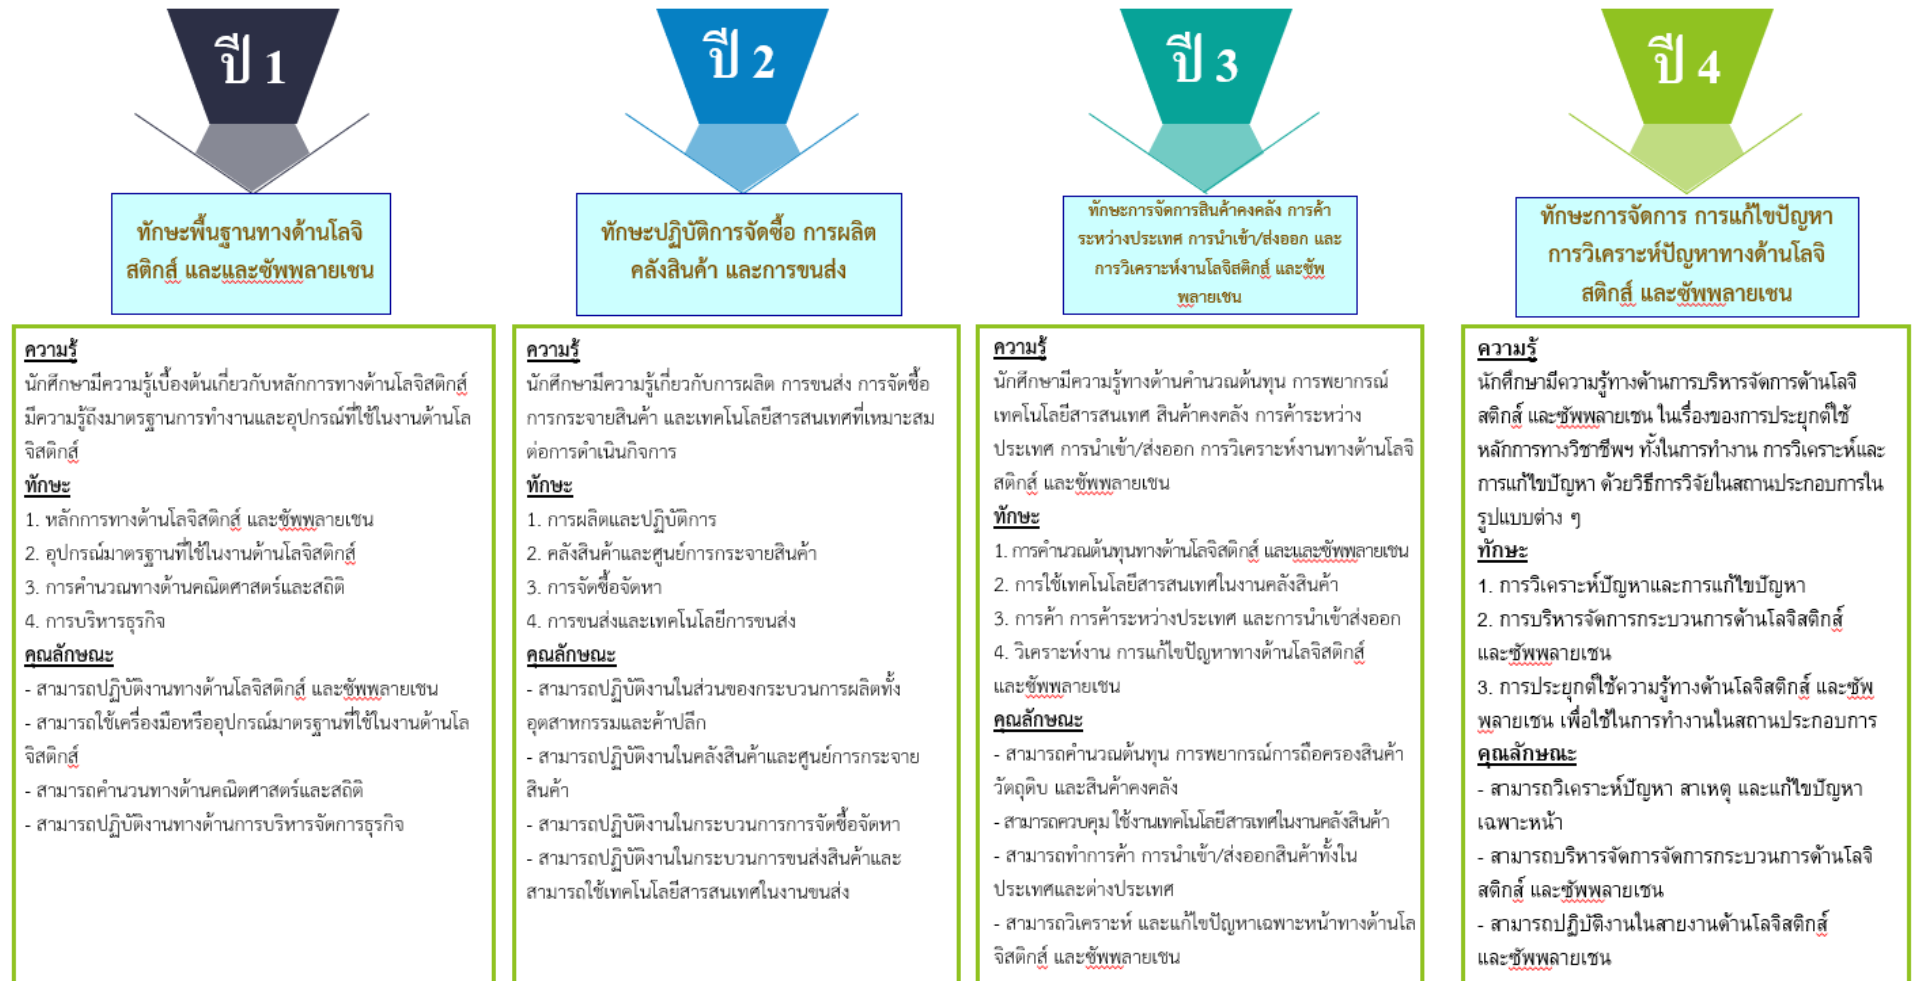 ปี 1
ทักษะพื้นฐานทางด้านโลจิ
สติกส์ และและซัพพลายเชน
ความรู้
นักศึกษามีความรู้เบื้องต้นเกี่ยวกับหลักการทางด้านโลจิสติกส์
มีความรู้ถึงมาตรฐานการทำงานและอุปกรณ์ที่ใช้ในงานด้านโล
จิสติกส์
ทักษะ
1. หลักการทางด้านโลจิสติกส์ และซัพพลายเชน
2. อุปกรณ์มาตรฐานที่ใช้ในงานด้านโลจิสติกส์
3. การคำนวณทางด้านคณิตศาสตร์และสถิติ
4. การบริหารธุรกิจ
คุณลักษณะ
- สามารถปฏิบัติงานทางด้านโลจิสติกส์ และซัพพลายเชน
- สามารถใช้เครื่องมือหรืออุปกรณ์มาตรฐานที่ใช้ในงานด้านโล
จิสติกส์
- สามารถคำนวนทางด้านคณิตศาสตร์และสถิติ
- สามารถปฏิบัติงานทางด้านการบริหารจัดการธุรกิจ
ปี 2
ทักษะปฏิบัติการจัดซื้อ การผลิต
คลังสินค้า และการขนส่ง
ความรู้
นักศึกษามีความรู้เกี่ยวกับการผลิต การขนส่ง การจัดซื้อ
การกระจายสินค้า และเทคโนโลยีสารสนเทศที่เหมาะสม
ต่อการดำเนินกิจการ
ทักษะ
1. การผลิตและปฏิบัติการ
2. คลังสินค้าและศูนย์การกระจายสินค้า
3. การจัดซื้อจัดหา
4. การขนส่งและเทคโนโลยีการขนส่ง
คุณลักษณะ
- สามารถปฏิบัติงานในส่วนของกระบวนการผลิตทั้ง
อุตสาหกรรมและค้าปลีก
- สามารถปฏิบัติงานในคลังสินค้าและศูนย์การกระจาย
สินค้า
- สามารถปฏิบัติงานในกระบวนการการจัดซื้อจัดหา
- สามารถปฏิบัติงานในกระบวนการขนส่งสินค้าและ
สามารถใช้เทคโนโลยีสารสนเทศในงานขนส่ง
ปี 3
ทักษะการจัดการสินค้าคงคลัง การค้า
ระหว่างประเทศ การนำเข้า/ส่งออก และ
การวิเคราะห์งานโลจิสติกส์ และซัพ
พลายเชน
ความรู้
นักศึกษามีความรู้ทางด้านคำนวณต้นทุน การพยากรณ์
เทคโนโลยีสารสนเทศ สินค้าคงคลัง การค้าระหว่าง
ประเทศ การนำเข้า/ส่งออก การวิเคราะห์งานทางด้านโลจิ
สติกส์ และซัพพลายเชน
ทักษะ
1. การคำนวณต้นทุนทางด้านโลจิสติกส์ และและซัพพลายเชน
2. การใช้เทคโนโลยีสารสนเทศในงานคลังสินค้า
3. การค้า การค้าระหว่างประเทศ และการนำเข้าส่งออก
4. วิเคราะห์งาน การแก้ไขปัญหาทางด้านโลจิสติกส์
และซัพพลายเชน
คุณลักษณะ
- สามารถคำนวณต้นทุน การพยากรณ์การถือครองสินค้า
วัตถุดิบ และสินค้าคงคลัง
- สามารถควบคุม ใช้งานเทคโนโลยีสารเทศในงานคลังสินค้า
- สามารถทำการค้า การนำเข้า/ส่งออกสินค้าทั้งใน
ประเทศและต่างประเทศ
- สามารถวิเคราะห์ และแก้ไขปัญหาเฉพาะหน้าทางด้านโล
จิสติกส์ และซัพพลายเชน
ปี 4
ทักษะการจัดการ การแก้ไขปัญหา
การวิเคราะห์ปัญหาทางด้านโลจิ
สติกส์ และซัพพลายเชน
ความรู้
นักศึกษามีความรู้ทางด้านการบริหารจัดการด้านโลจิ
สติกส์ และซัพพลายเชน ในเรื่องของการประยุกต์ใช้
หลักการทางวิชาชีพฯ ทั้งในการทำงาน การวิเคราะห์และ
การแก้ไขปัญหา ด้วยวิธีการวิจัยในสถานประกอบการใน
รูปแบบต่าง ๆ
ทักษะ
1. การวิเคราะห์ปัญหาและการแก้ไขปัญหา
2. การบริหารจัดการกระบวนการด้านโลจิสติกส์
และซัพพลายเชน
3. การประยุกต์ใช้ความรู้ทางด้านโลจิสติกส์ และซัพ
พลายเชน เพื่อใช้ในการทำงานในสถานประกอบการ
คุณลักษณะ
- สามารถวิเคราะห์ปัญหา สาเหตุ และแก้ไขปัญหา
เฉพาะหน้า
- สามารถบริหารจัดการจัดการกระบวนการด้านโลจิ
สติกส์ และซัพพลายเชน
- สามารถปฏิบัติงานในสายงานด้านโลจิสติกส์
และซัพพลายเชน